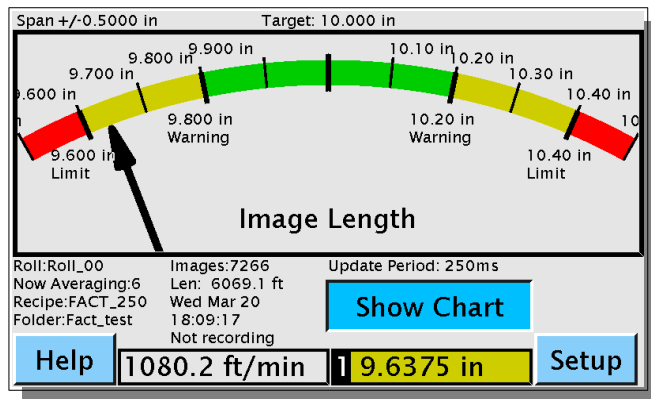 Span +/-0.5000 in Target: 10.000 in
9.800 in 9.900 in 10.10 in 10.20 in
9.700 in 10.30 in
.600 in 10.40 in
10
9.800 in 10.20 in
Warning Warning
9.600 in 10.40 in
Limit Limit
Image Length
Roll:Roll_00 Images:7266 Update Period: 250ms
Now Averaging:6 Len: 6069.1 ft
Recipe:FACT_250 Wed Mar 20
Folder:Fact_test 18:09:17
Show Chart
Not recording
Help 1080.2 ft/min 1 9.6375 in Setup